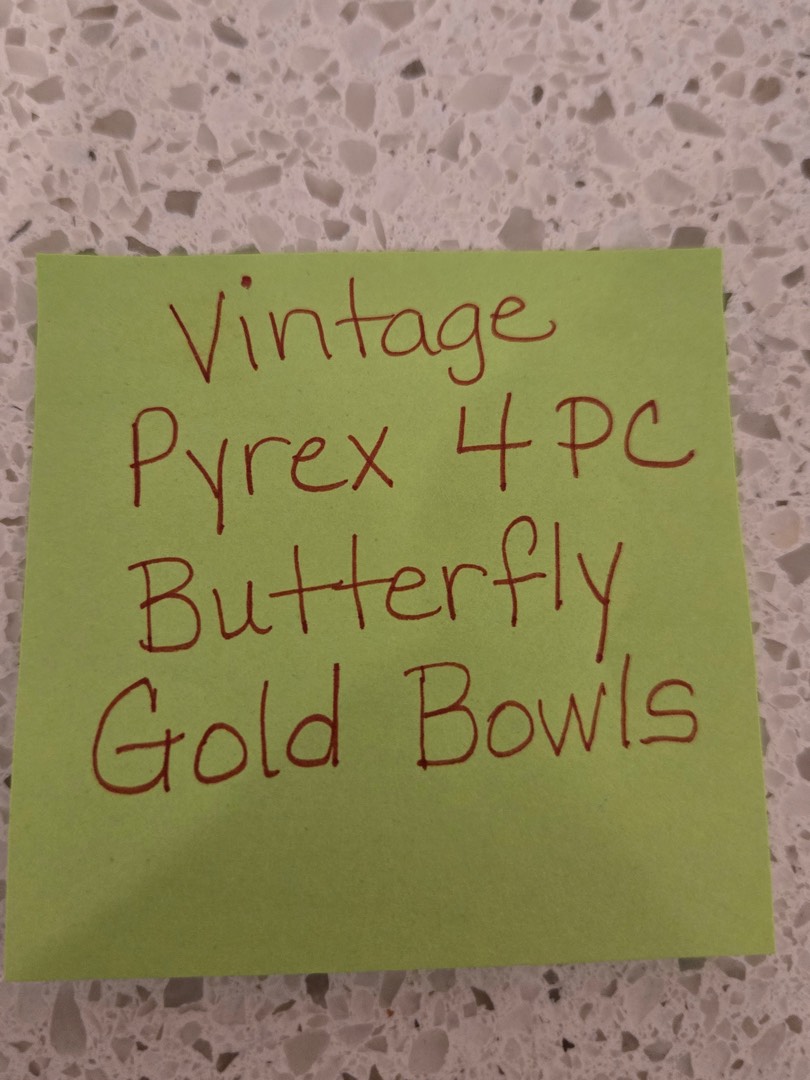 Vintage
Pyrex 4 PC
Butterfly
Gold Bowls